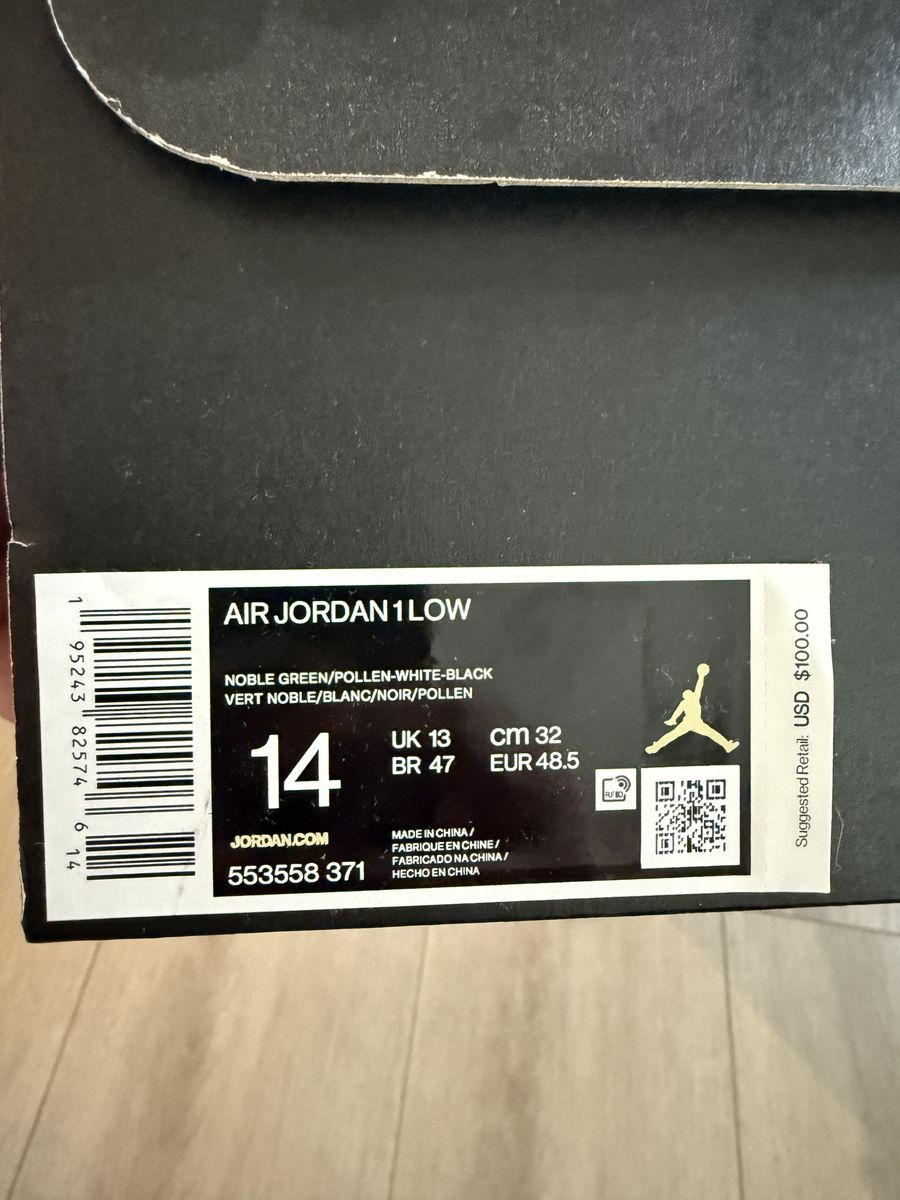 AIR JORDAN 1 LOW
NOBLE GREEN/POLLEN-WHITE-BLACK
VERT NOBLE/BLANC/NOIR/POLLEN
14
UK 13
BR 47
cm 32
EUR 48.5
RFID
JORDAN.COM
553558 371
MADE IN CHINA /
FABRIQUE EN CHINE /
FABRICADO NA CHINA /
HECHO EN CHINA
1 95243 82574 6 14
Suggested Retail: USD $100.00